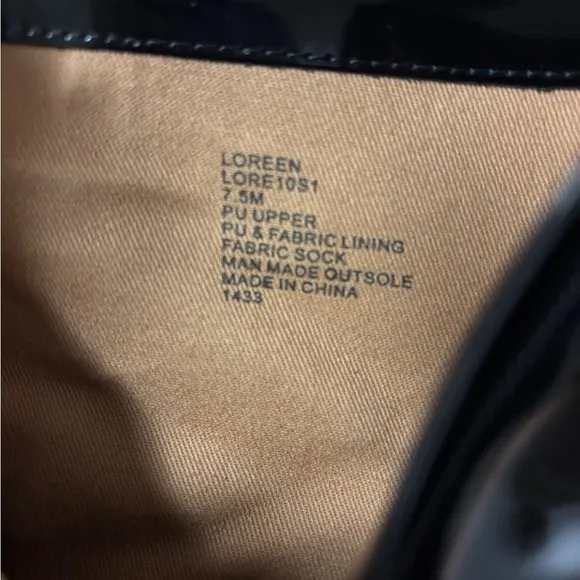 LOREEN
LORE10S1
7.5M
PU UPPER
PU & FABRIC LINING
FABRIC SOCK
MAN MADE OUTSOLE
MADE IN CHINA
1433